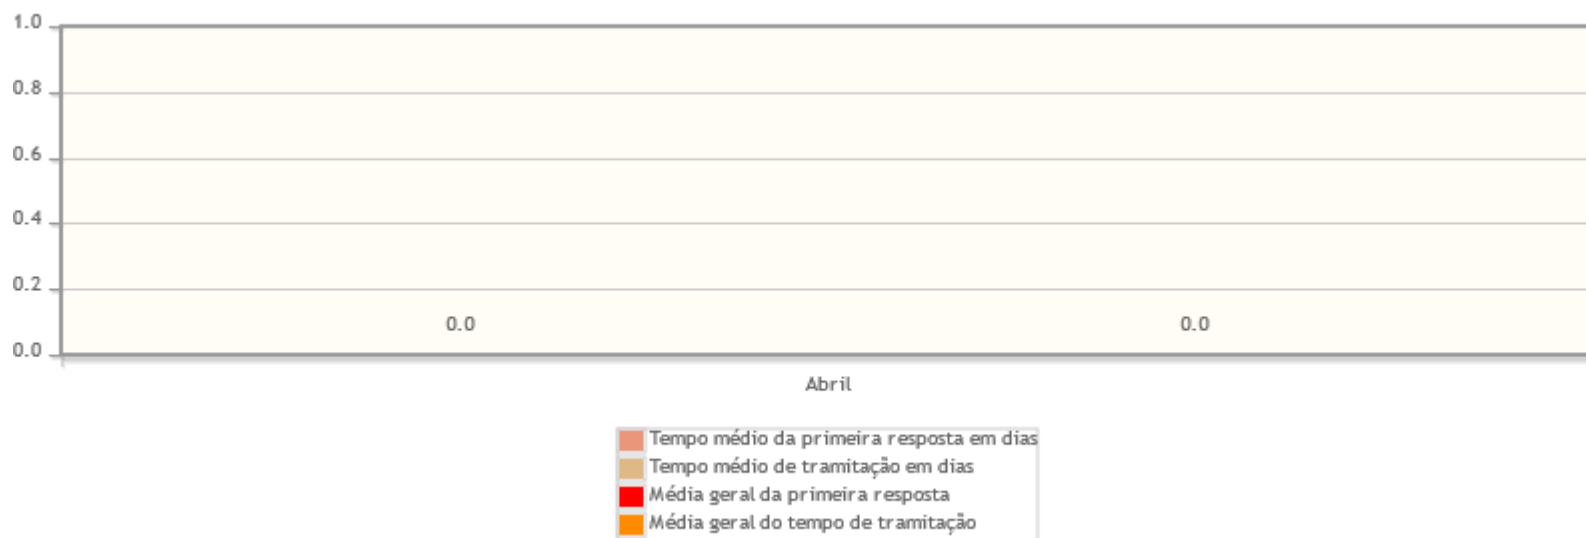 1.0
0.8
0.6
0.4
0.2
0.0
0.0 0.0
Abril
Tempo médio da primeira resposta em dias
Tempo médio de tramitação em dias
Média geral da primeira resposta
Média geral do tempo de tramitação